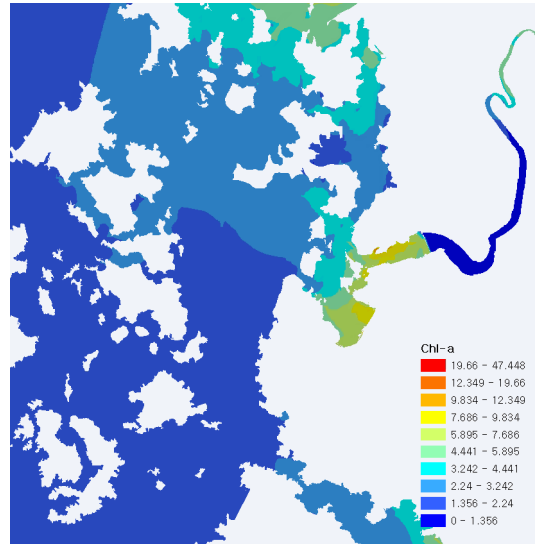 Chl-a
19.66 - 47.448
12.349 - 19.66
9.834 - 12.349
7.686 - 9.834
5.895 - 7.686
4.441 - 5.895
3.242 - 4.441
2.24 - 3.242
1.356 - 2.24
0 - 1.356